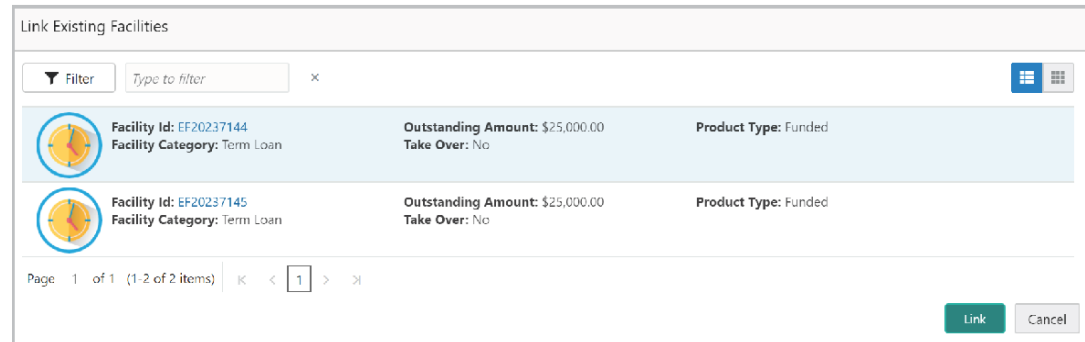 Link Existing Facilities
Filter
Type to filter
×
Facility Id: EF20237144 Outstanding Amount: $25,000.00 Product Type: Funded
Facility Category: Term Loan Take Over: No
Facility Id: EF20237145 Outstanding Amount: $25,000.00 Product Type: Funded
Facility Category: Term Loan Take Over: No
Page 1 of 1 (1-2 of 2 items) 1
Link Cancel